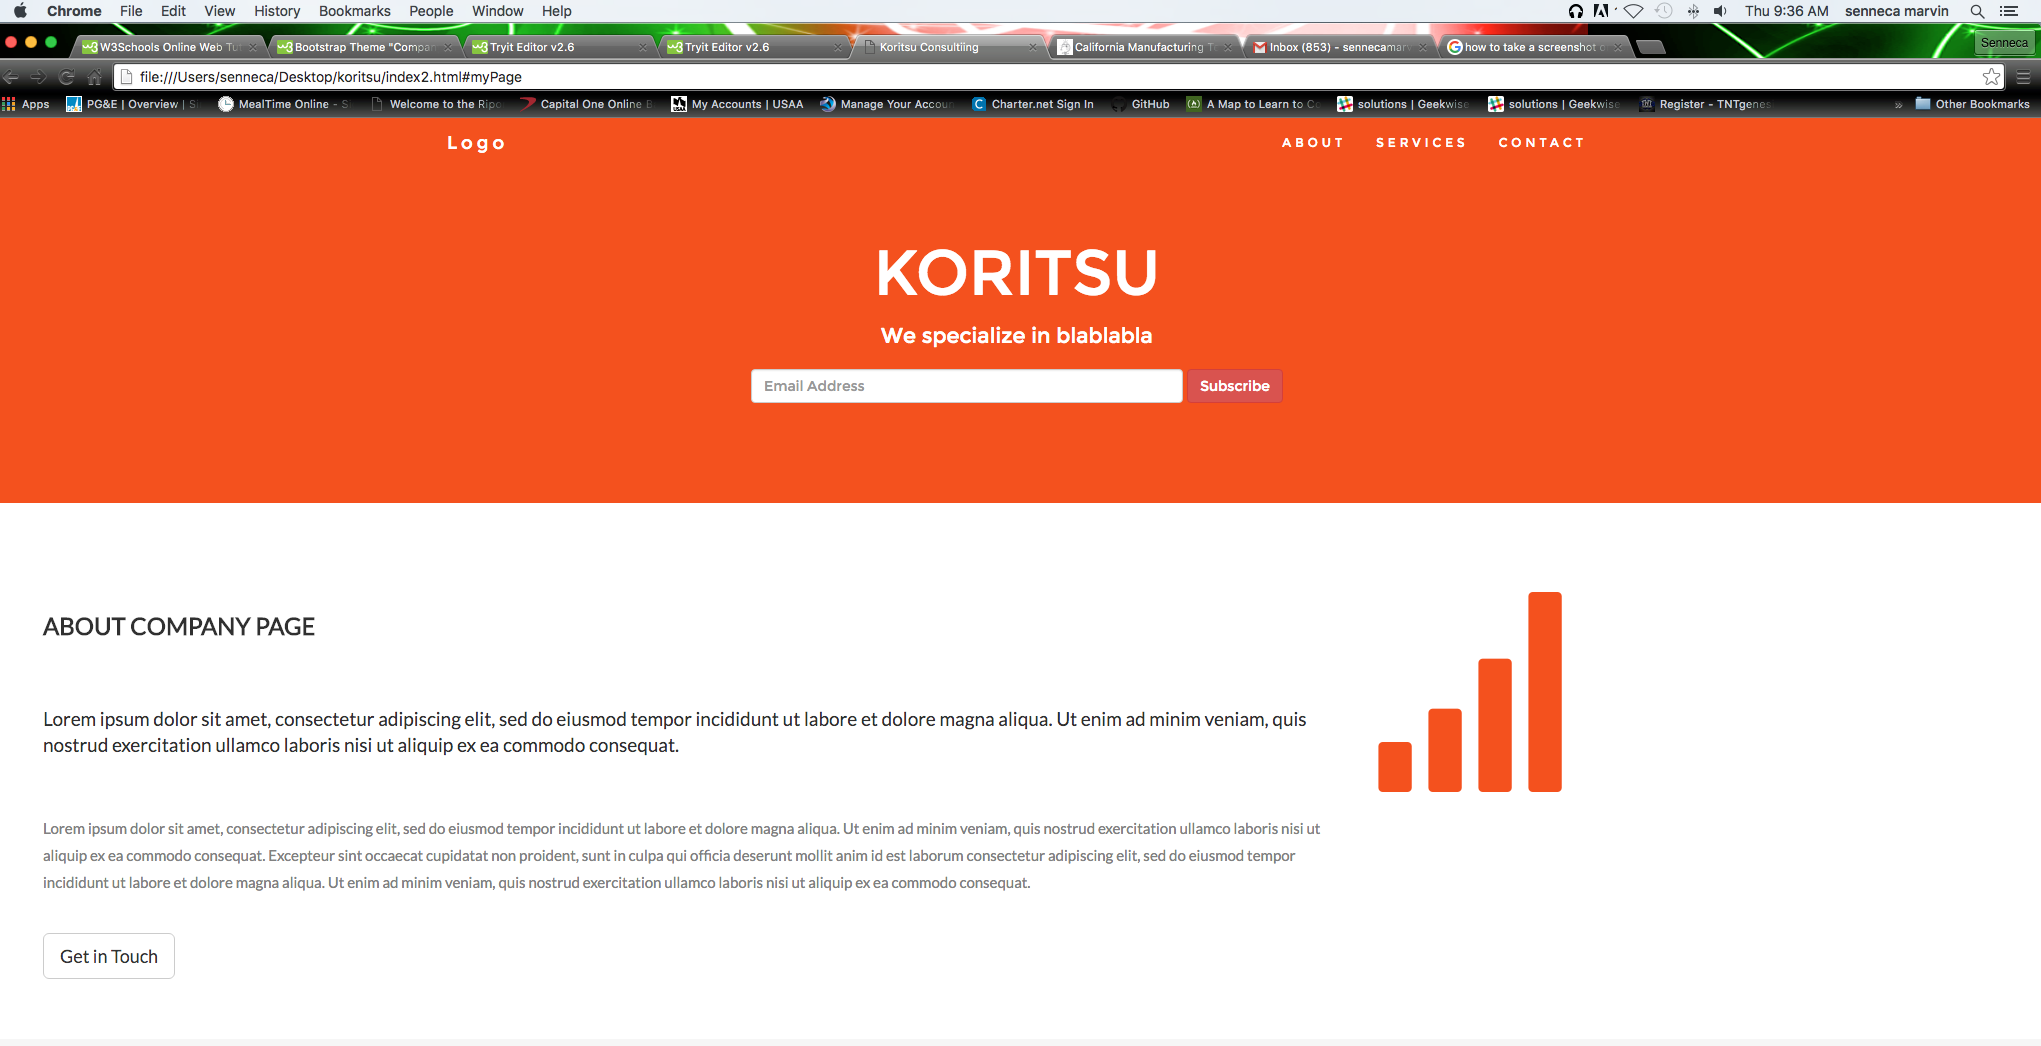 Chrome File Edit View History Bookmarks People Window Help Thu 9:36 AM senneca marvin
W3Schools Online Web Tut Bootstrap Theme "Compan Tryit Editor v2.6 Tryit Editor v2.6 Koritsu Consultiing California Manufacturing T Inbox (853) - sennecamar how to take a screenshot Senneca
file:///Users/senneca/Desktop/koritsu/index2.html#myPage
Apps PG&E | Overview | MealTime Online - Welcome to the Ripo Capital One Online My Accounts | USAA Manage Your Accoun Charter.net Sign In GitHub A Map to Learn to Co solutions | Geekwise solutions | Geekwise Register - TNTgenes » Other Bookmarks
Logo ABOUT SERVICES CONTACT
KORITSU
We specialize in blablabla
Email Address Subscribe
ABOUT COMPANY PAGE
Lorem ipsum dolor sit amet, consectetur adipiscing elit, sed do eiusmod tempor incididunt ut labore et dolore magna aliqua. Ut enim ad minim veniam, quis
nostrud exercitation ullamco laboris nisi ut aliquip ex ea commodo consequat.
Lorem ipsum dolor sit amet, consectetur adipiscing elit, sed do eiusmod tempor incididunt ut labore et dolore magna aliqua. Ut enim ad minim veniam, quis nostrud exercitation ullamco laboris nisi ut
aliquip ex ea commodo consequat. Excepteur sint occaecat cupidatat non proident, sunt in culpa qui officia deserunt mollit anim id est laborum consectetur adipiscing elit, sed do eiusmod tempor
incididunt ut labore et dolore magna aliqua. Ut enim ad minim veniam, quis nostrud exercitation ullamco laboris nisi ut aliquip ex ea commodo consequat.
Get in Touch